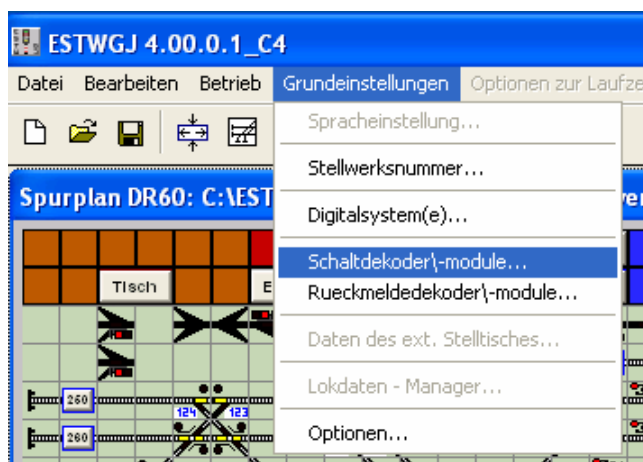 ESTWGJ 4.00.0.1_C4
Datei Bearbeiten Betrieb Grundeinstellungen Optionen zur Laufze
Spracheinstellung...
Stellwerksnummer...
Spurplan DR60: C:\EST
Digitalsystem(e)...
Schaltdekoder\-module...
Tisch
Rueckmeldedekoder\-module...
Daten des ext. Stelltisches...
Lokdaten - Manager...
260
124 123
260
Optionen...